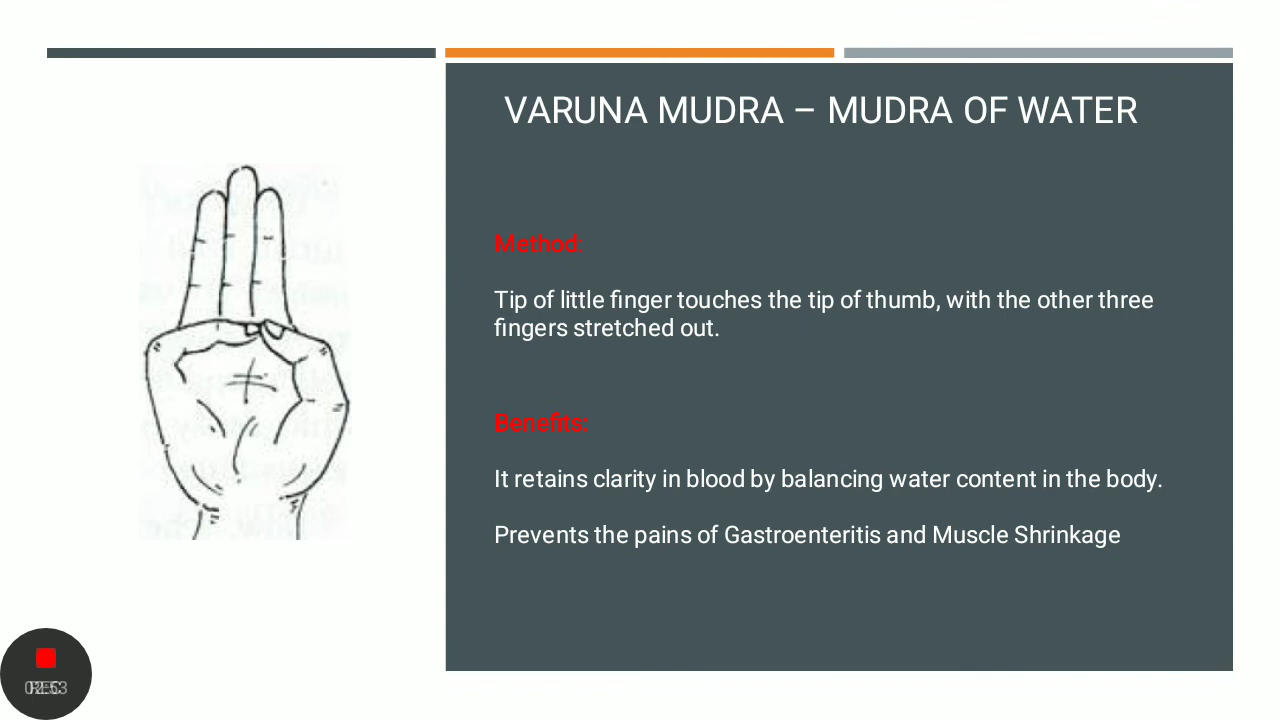 VARUNA MUDRA – MUDRA OF WATER
Method:
Tip of little finger touches the tip of thumb, with the other three
fingers stretched out.
Benefits:
It retains clarity in blood by balancing water content in the body.
Prevents the pains of Gastroenteritis and Muscle Shrinkage